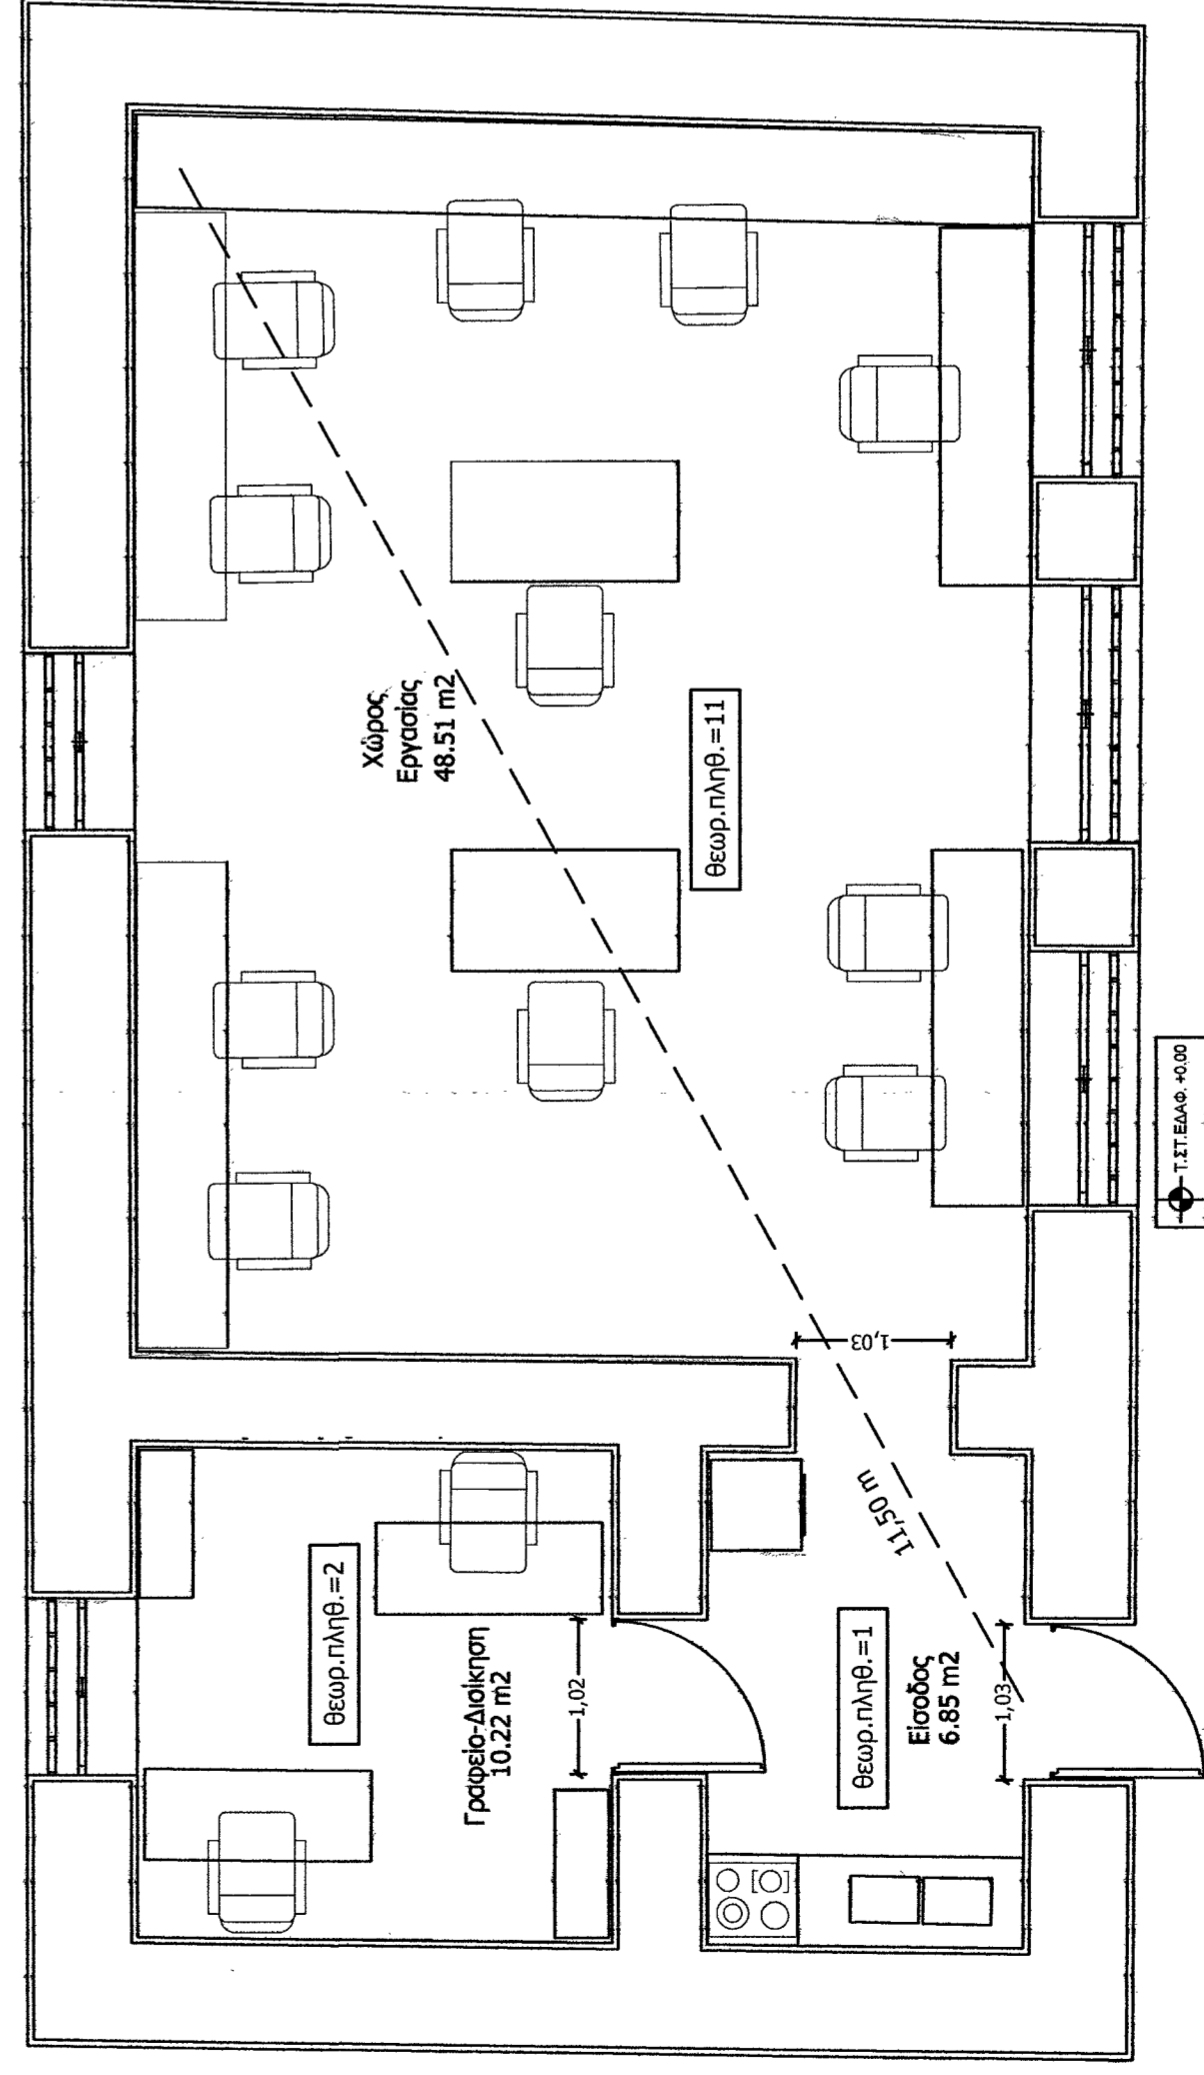 Χώρος
Εργασίας
48.51 m2
θεωρ.πληθ.=11
Τ.ΣΤ.ΕΔΑΦ. +0,00
1,03
11,50 m
θεωρ.πληθ.=2
Γραφείο-Διοίκηση
10.22 m2
1,02
θεωρ.πληθ.=1
Είσοδος
6.85 m2
1,03